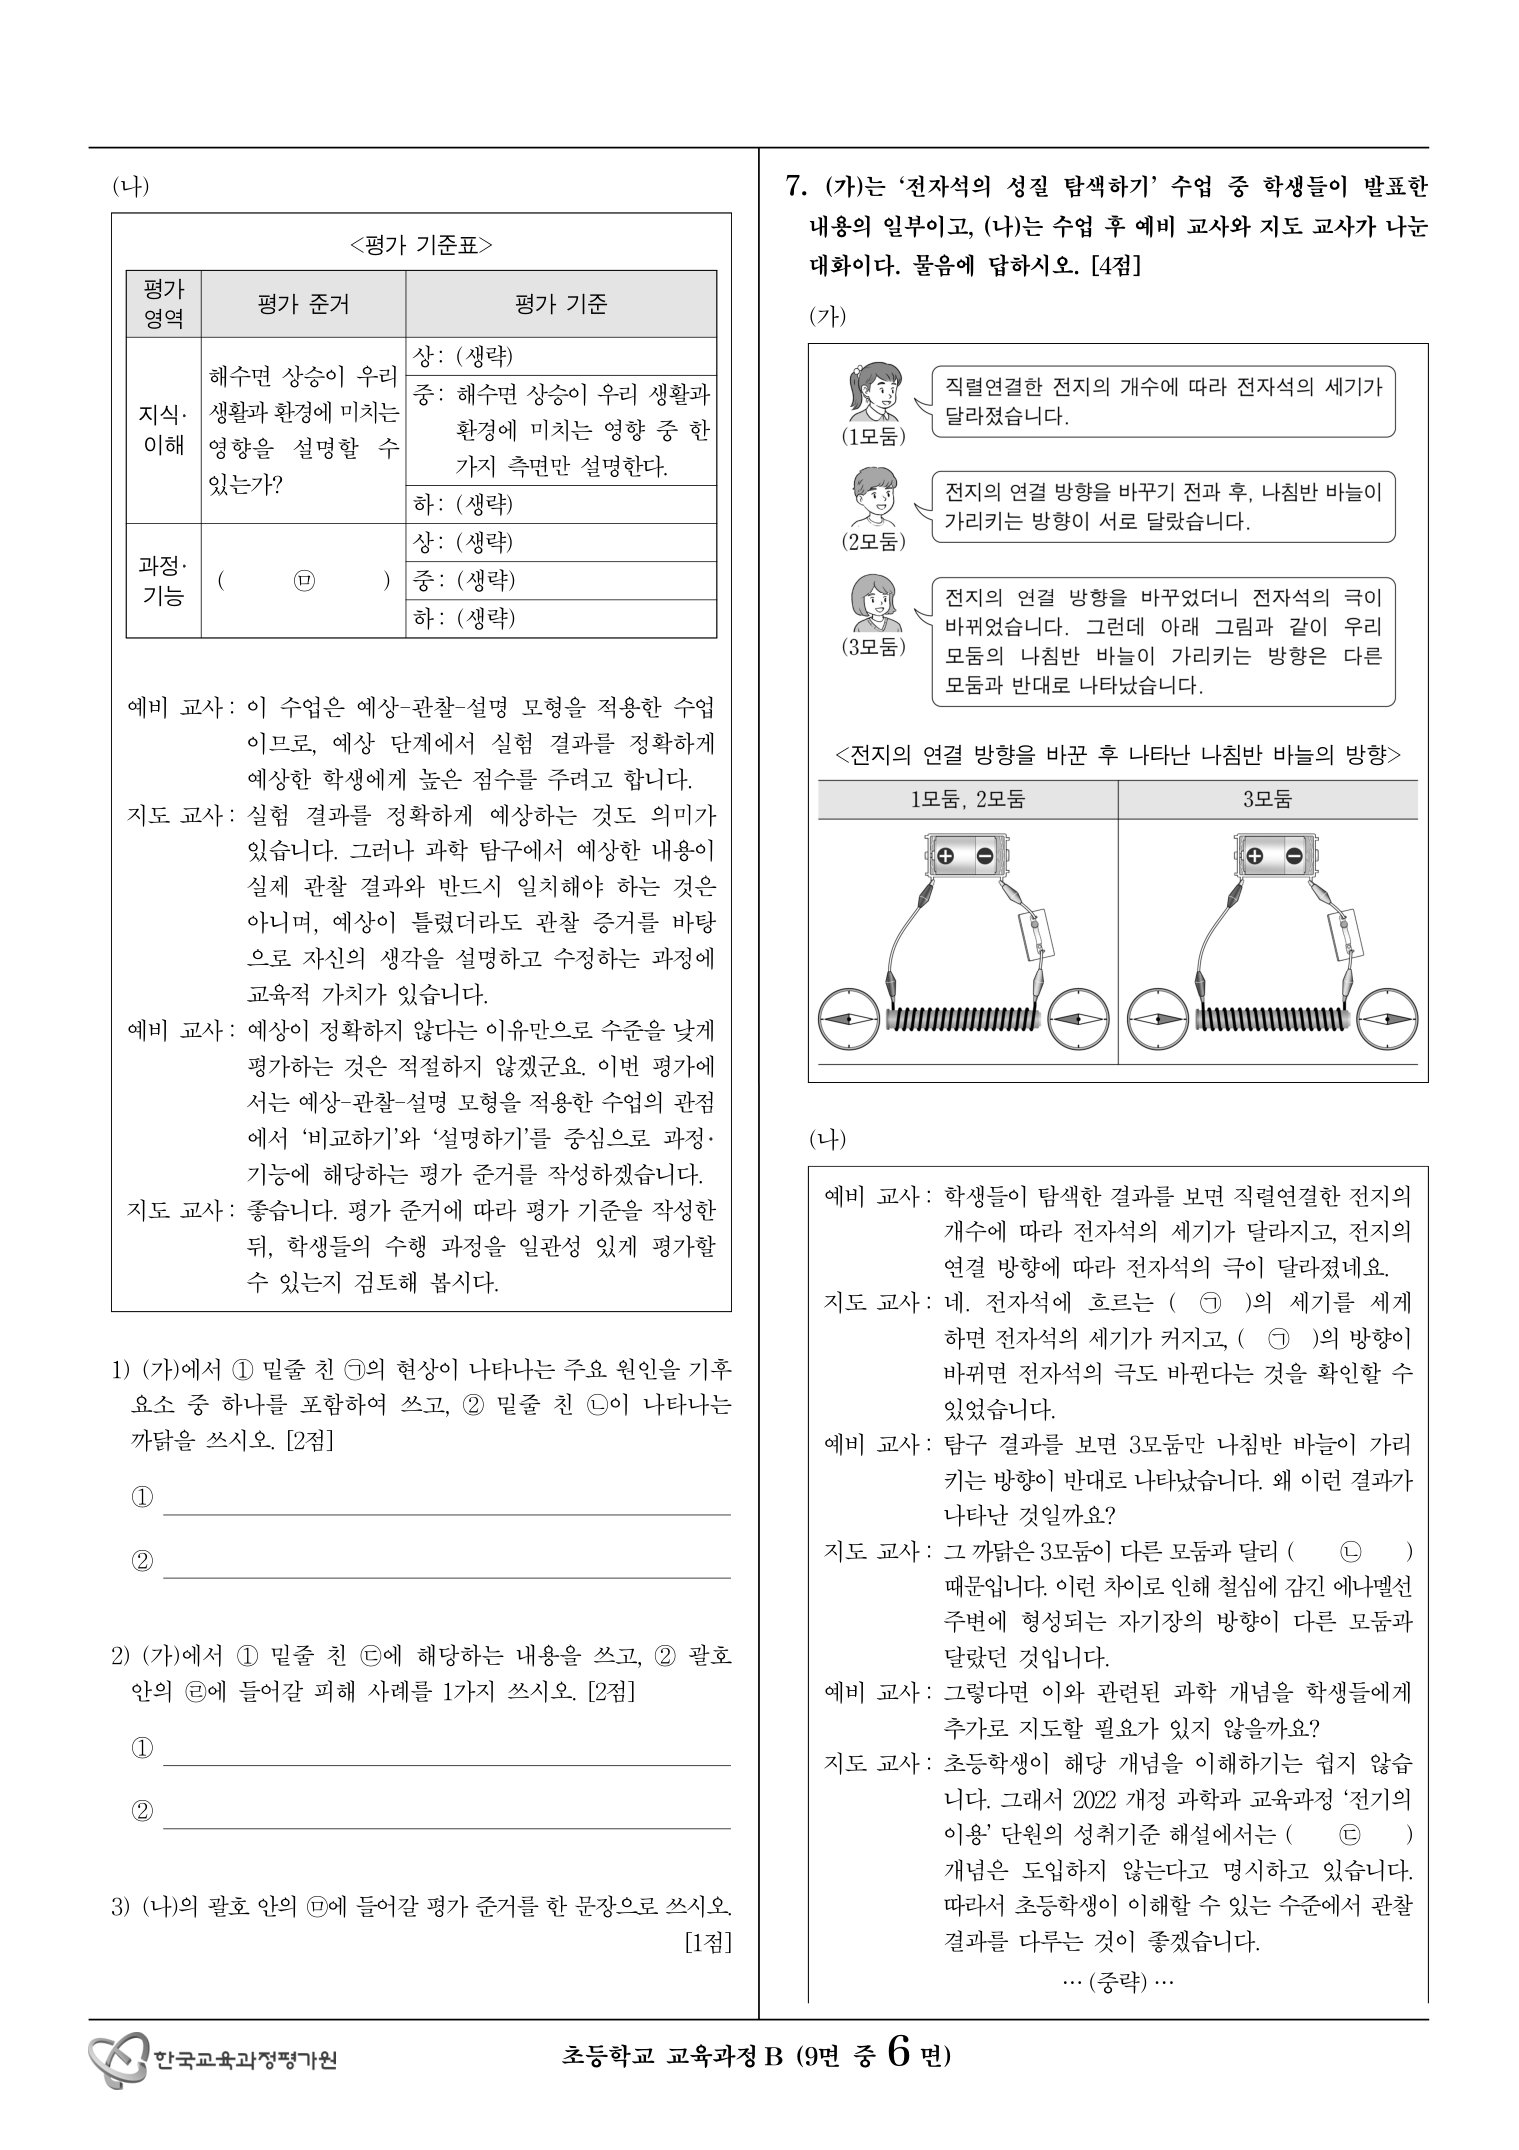 (나)
<평가 기준표>
평가
영역
평가 준거
평가 기준
지식·
이해
해수면 상승이 우리
생활과 환경에 미치는
영향을 설명할 수
있는가?
상: (생략)
중: 해수면 상승이 우리 생활과
환경에 미치는 영향 중 한
가지 측면만 설명한다.
하: (생략)
과정·
기능
( ㉤ )
상: (생략)
중: (생략)
하: (생략)
예비 교사: 이 수업은 예상-관찰-설명 모형을 적용한 수업
이므로, 예상 단계에서 실험 결과를 정확하게
예상한 학생에게 높은 점수를 주려고 합니다.
지도 교사: 실험 결과를 정확하게 예상하는 것도 의미가
있습니다. 그러나 과학 탐구에서 예상한 내용이
실제 관찰 결과와 반드시 일치해야 하는 것은
아니며, 예상이 틀렸더라도 관찰 증거를 바탕
으로 자신의 생각을 설명하고 수정하는 과정에
교육적 가치가 있습니다.
예비 교사: 예상이 정확하지 않다는 이유만으로 수준을 낮게
평가하는 것은 적절하지 않겠군요. 이번 평가에
서는 예상-관찰-설명 모형을 적용한 수업의 관점
에서 ‘비교하기’와 ‘설명하기’를 중심으로 과정·
기능에 해당하는 평가 준거를 작성하겠습니다.
지도 교사: 좋습니다. 평가 준거에 따라 평가 기준을 작성한
뒤, 학생들의 수행 과정을 일관성 있게 평가할
수 있는지 검토해 봅시다.
1) (가)에서 ① 밑줄 친 ㉠의 현상이 나타나는 주요 원인을 기후
요소 중 하나를 포함하여 쓰고, ② 밑줄 친 ㉡이 나타나는
까닭을 쓰시오. [2점]
①
②
2) (가)에서 ① 밑줄 친 ㉢에 해당하는 내용을 쓰고, ② 괄호
안의 ㉣에 들어갈 피해 사례를 1가지 쓰시오. [2점]
①
②
3) (나)의 괄호 안의 ㉤에 들어갈 평가 준거를 한 문장으로 쓰시오.
[1점]
7. (가)는 ‘전자석의 성질 탐색하기’ 수업 중 학생들이 발표한
내용의 일부이고, (나)는 수업 후 예비 교사와 지도 교사가 나눈
대화이다. 물음에 답하시오. [4점]
(가)
직렬연결한 전지의 개수에 따라 전자석의 세기가
달라졌습니다.
(1모둠)
전지의 연결 방향을 바꾸기 전과 후, 나침반 바늘이
가리키는 방향이 서로 달랐습니다.
(2모둠)
전지의 연결 방향을 바꾸었더니 전자석의 극이
바뀌었습니다. 그런데 아래 그림과 같이 우리
모둠의 나침반 바늘이 가리키는 방향은 다른
모둠과 반대로 나타났습니다.
(3모둠)
<전지의 연결 방향을 바꾼 후 나타난 나침반 바늘의 방향>
1모둠, 2모둠
3모둠
+ −
+ −
(나)
예비 교사: 학생들이 탐색한 결과를 보면 직렬연결한 전지의
개수에 따라 전자석의 세기가 달라지고, 전지의
연결 방향에 따라 전자석의 극이 달라졌네요.
지도 교사: 네. 전자석에 흐르는 ( ㉠ )의 세기를 세게
하면 전자석의 세기가 커지고, ( ㉠ )의 방향이
바뀌면 전자석의 극도 바뀐다는 것을 확인할 수
있었습니다.
예비 교사: 탐구 결과를 보면 3모둠만 나침반 바늘이 가리
키는 방향이 반대로 나타났습니다. 왜 이런 결과가
나타난 것일까요?
지도 교사: 그 까닭은 3모둠이 다른 모둠과 달리 ( ㉡ )
때문입니다. 이런 차이로 인해 철심에 감긴 에나멜선
주변에 형성되는 자기장의 방향이 다른 모둠과
달랐던 것입니다.
예비 교사: 그렇다면 이와 관련된 과학 개념을 학생들에게
추가로 지도할 필요가 있지 않을까요?
지도 교사: 초등학생이 해당 개념을 이해하기는 쉽지 않습
니다. 그래서 2022 개정 과학과 교육과정 ‘전기의
이용’ 단원의 성취기준 해설에서는 ( ㉢ )
개념은 도입하지 않는다고 명시하고 있습니다.
따라서 초등학생이 이해할 수 있는 수준에서 관찰
결과를 다루는 것이 좋겠습니다.
… (중략) …
한국교육과정평가원
초등학교 교육과정 B (9면 중 6 면)